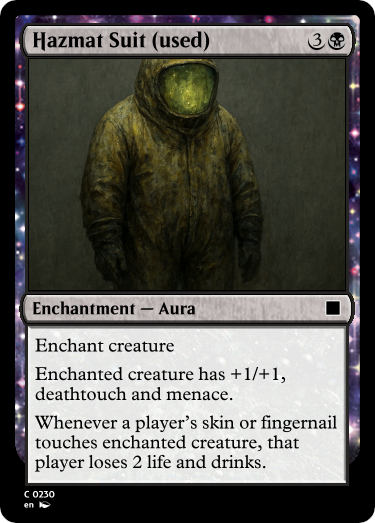 Hazmat Suit (used) 3
Enchantment — Aura
Enchant creature
Enchanted creature has +1/+1,
deathtouch and menace.
Whenever a player's skin or fingernail
touches enchanted creature, that
player loses 2 life and drinks.
C 0230
en